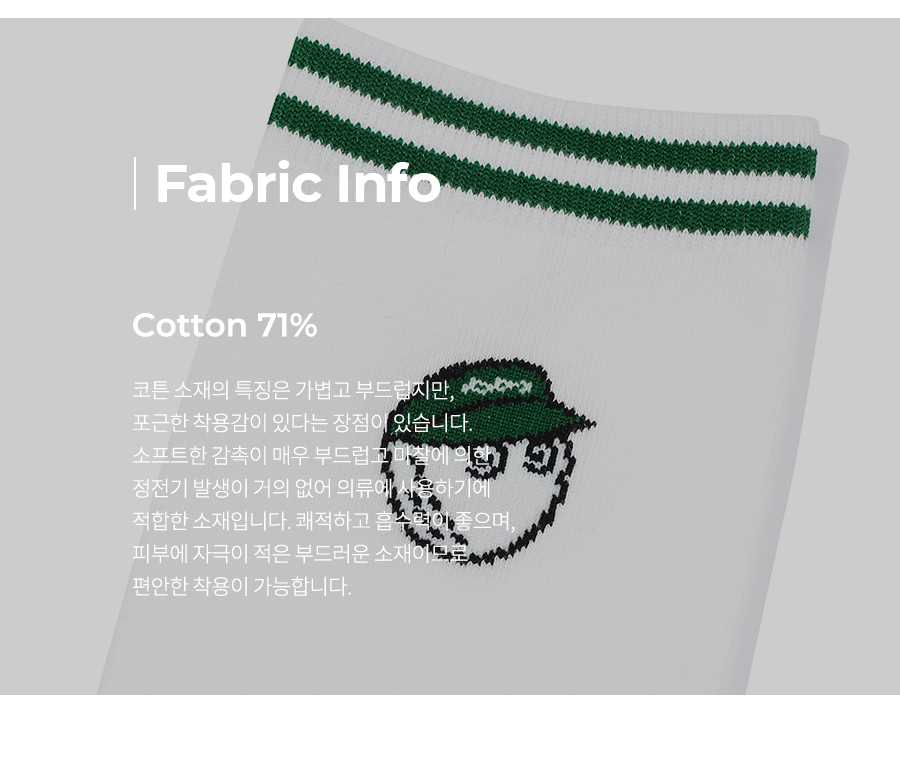 Fabric Info
Cotton 71%
코튼 소재의 특징은 가볍고 부드럽지만,
포근한 착용감이 있다는 장점이 있습니다.
소프트한 감촉이 매우 부드럽고 마찰에 의한
정전기 발생이 거의 없어 의류에 사용하기에
적합한 소재입니다. 쾌적하고 흡수력이 좋으며,
피부에 자극이 적은 부드러운 소재이므로
편안한 착용이 가능합니다.